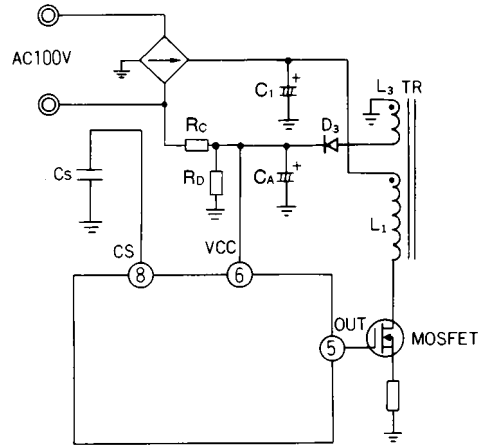 AC100V
C1
+
L3 TR
D3
RC
RD
CA
+
CS
L1
CS
VCC
8
6
OUT
5
MOSFET